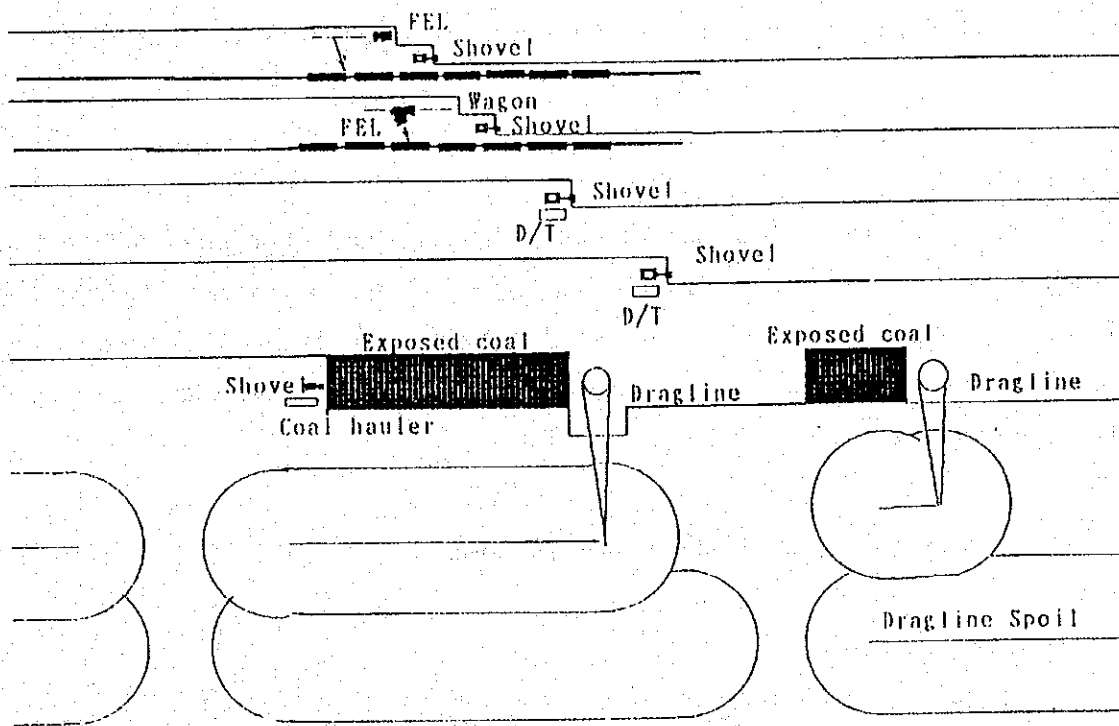 FEL
Shovel
Wagon
FEL
Shovel
Shovel
D/T
Shovel
D/T
Exposed coal
Exposed coal
Shovel
Dragline
Dragline
Coal hauler
Dragline Spoil